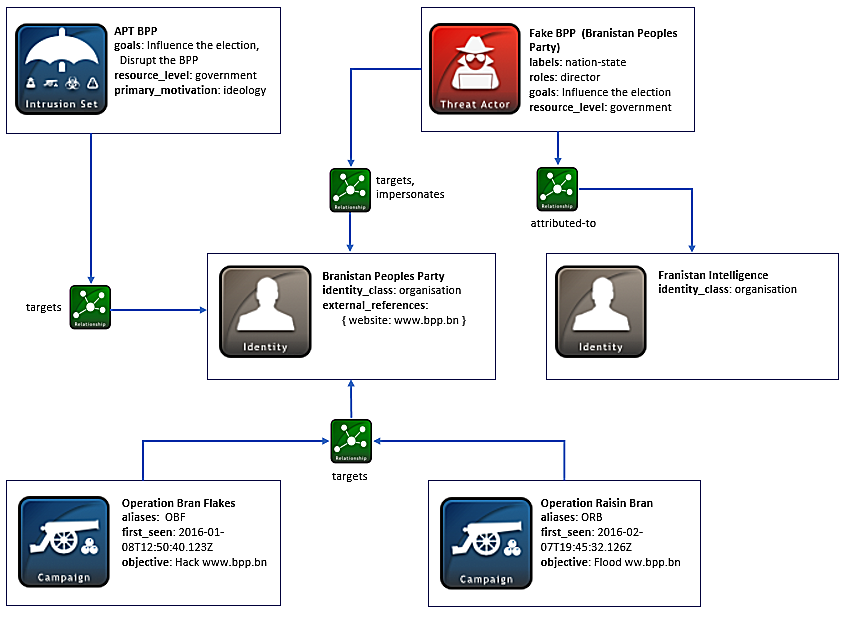 APT BPP
goals: Influence the election,
Disrupt the BPP
resource_level: government
primary_motivation: ideology
Intrusion Set
Fake BPP (Branistan Peoples
Party)
labels: nation-state
roles: director
goals: Influence the election
resource_level: government
Threat Actor
Relationship
targets,
impersonates
Relationship
attributed-to
targets
Relationship
Branistan Peoples Party
identity_class: organisation
external_references:
{ website: www.bpp.bn }
Identity
Franistan Intelligence
identity_class: organisation
Identity
Relationship
targets
Operation Bran Flakes
aliases: OBF
first_seen: 2016-01-
08T12:50:40.123Z
objective: Hack www.bpp.bn
Campaign
Operation Raisin Bran
aliases: ORB
first_seen: 2016-02-
07T19:45:32.126Z
objective: Flood ww.bpp.bn
Campaign